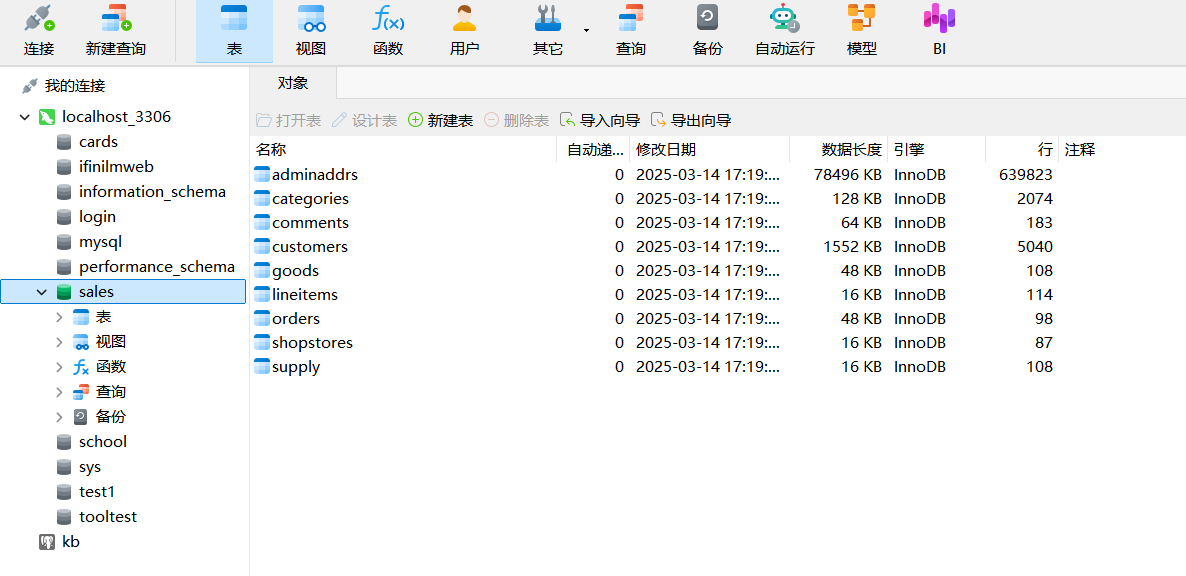 连接 新建查询 表 视图 函数 用户 其它 查询 备份 自动运行 模型 BI
我的连接
localhost_3306
cards
ifinilmweb
information_schema
login
mysql
performance_schema
sales
表
视图
函数
查询
备份
school
sys
test1
tooltest
kb
对象
打开表 设计表 新建表 删除表 导入向导 导出向导
名称 自动递... 修改日期 数据长度 引擎 行 注释
adminaddrs 0 2025-03-14 17:19:... 78496 KB InnoDB 639823
categories 0 2025-03-14 17:19:... 128 KB InnoDB 2074
comments 0 2025-03-14 17:19:... 64 KB InnoDB 183
customers 0 2025-03-14 17:19:... 1552 KB InnoDB 5040
goods 0 2025-03-14 17:19:... 48 KB InnoDB 108
lineitems 0 2025-03-14 17:19:... 16 KB InnoDB 114
orders 0 2025-03-14 17:19:... 48 KB InnoDB 98
shopstores 0 2025-03-14 17:19:... 16 KB InnoDB 87
supply 0 2025-03-14 17:19:... 16 KB InnoDB 108